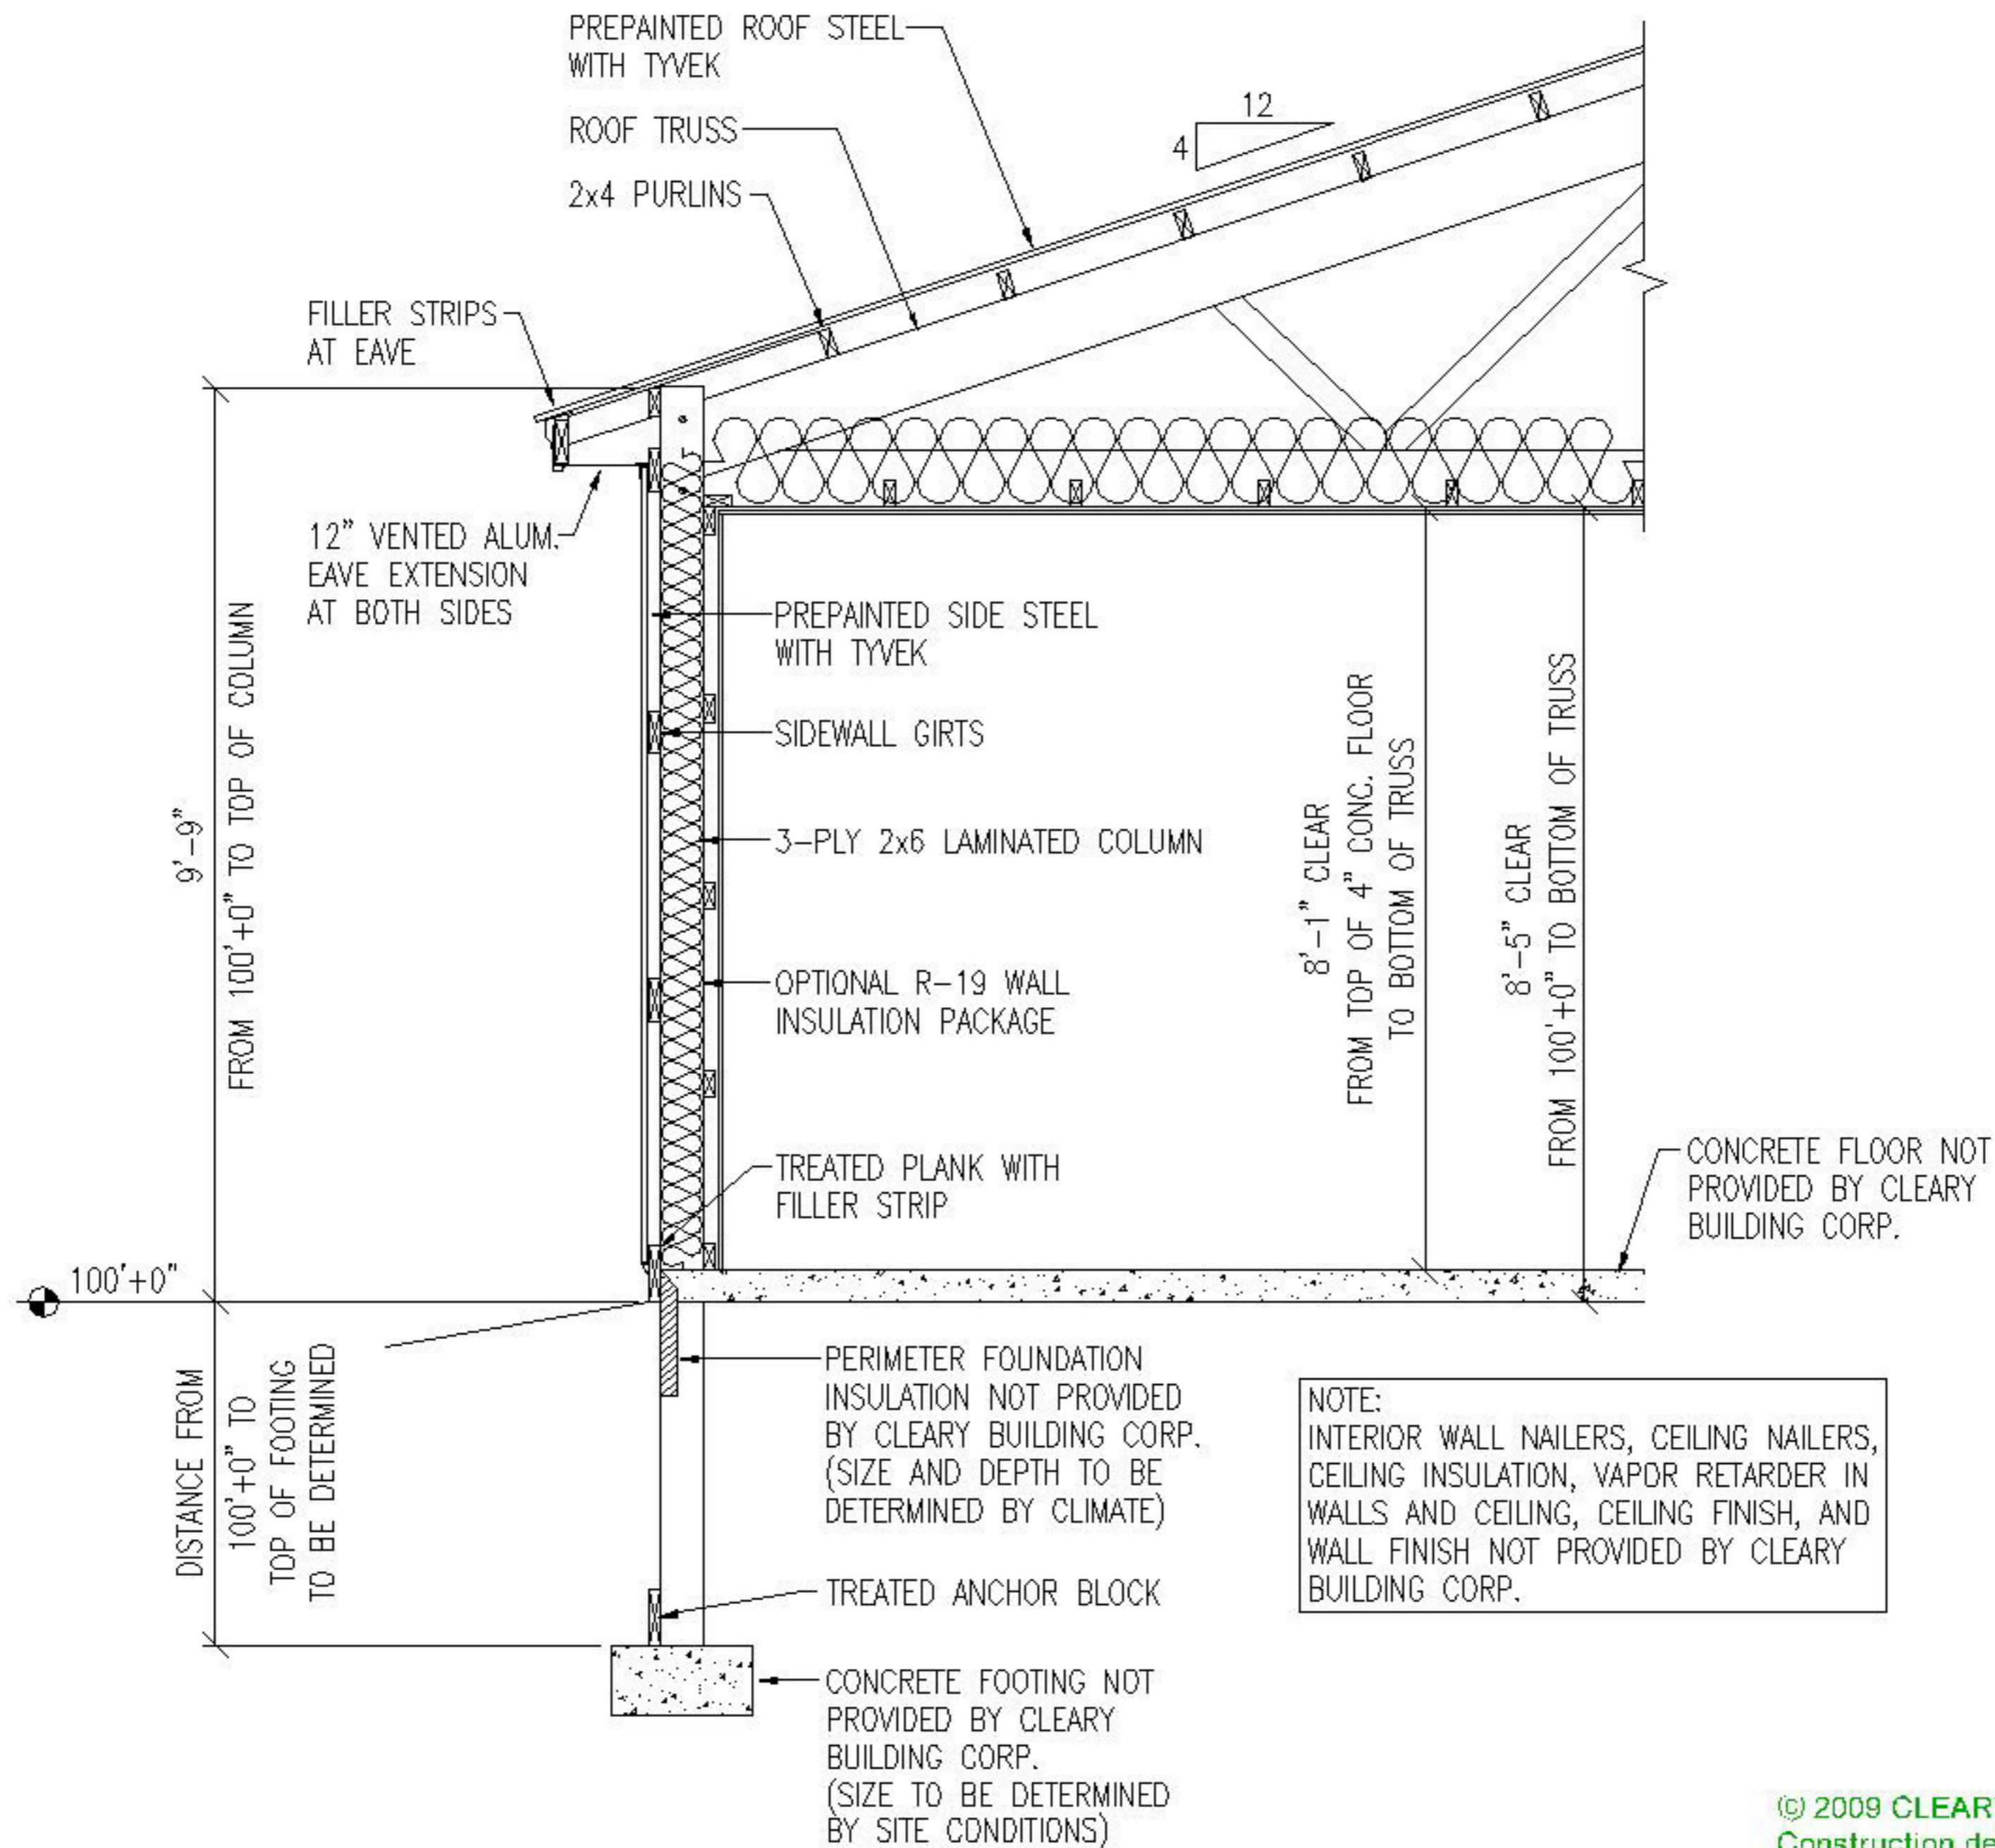 PREPAINTED ROOF STEEL
WITH TYVEK
ROOF TRUSS
2x4 PURLINS
12
4
FILLER STRIPS
AT EAVE
12" VENTED ALUM.
EAVE EXTENSION
AT BOTH SIDES
9'-9"
FROM 100'+0" TO TOP OF COLUMN
PREPAINTED SIDE STEEL
WITH TYVEK
SIDEWALL GIRTS
3-PLY 2x6 LAMINATED COLUMN
OPTIONAL R-19 WALL
INSULATION PACKAGE
TREATED PLANK WITH
FILLER STRIP
8'-1" CLEAR
FROM TOP OF 4" CONC. FLOOR
TO BOTTOM OF TRUSS
8'-5" CLEAR
FROM 100'+0" TO BOTTOM OF TRUSS
CONCRETE FLOOR NOT
PROVIDED BY CLEARY
BUILDING CORP.
100'+0"
DISTANCE FROM
100'+0" TO
TOP OF FOOTING
TO BE DETERMINED
PERIMETER FOUNDATION
INSULATION NOT PROVIDED
BY CLEARY BUILDING CORP.
(SIZE AND DEPTH TO BE
DETERMINED BY CLIMATE)
TREATED ANCHOR BLOCK
CONCRETE FOOTING NOT
PROVIDED BY CLEARY
BUILDING CORP.
(SIZE TO BE DETERMINED
BY SITE CONDITIONS)
NOTE:
INTERIOR WALL NAILERS, CEILING NAILERS,
CEILING INSULATION, VAPOR RETARDER IN
WALLS AND CEILING, CEILING FINISH, AND
WALL FINISH NOT PROVIDED BY CLEARY
BUILDING CORP.
© 2009 CLEAR
Construction de